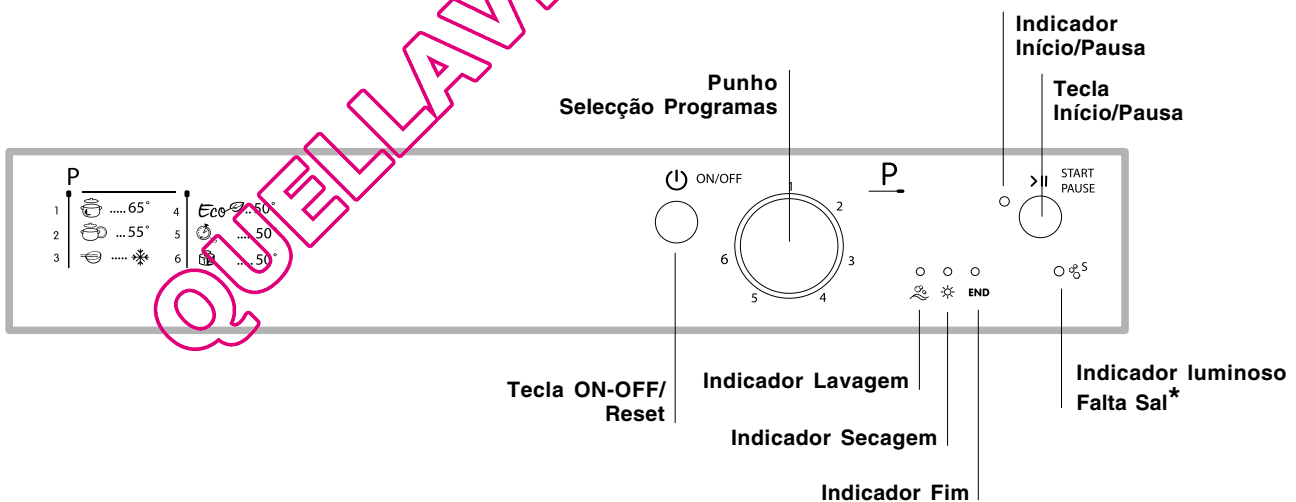 QUELLAV
Indicador
Início/Pausa
Punho
Selecção Programas
Tecla
Início/Pausa
P
1 ..... 65°
2 ... 55°
3 .....
4 Eco .. 50°
5 .... 50°
6 .... 50°
ON/OFF
1
2
3
4
5
6
P
START
PAUSE
S
END
Tecla ON-OFF/
Reset
Indicador Lavagem
Indicador Secagem
Indicador Fim
Indicador luminoso
Falta Sal*